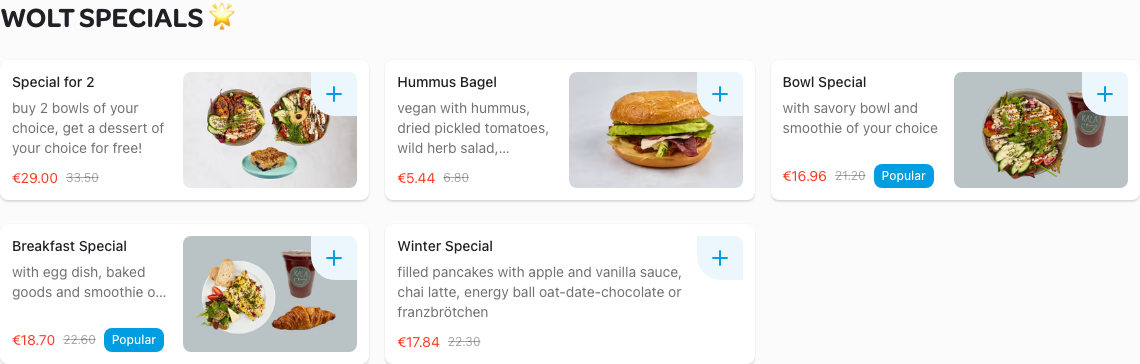 WOLT SPECIALS 🌟
Special for 2
buy 2 bowls of your
choice, get a dessert of
your choice for free!
€29.00 33.50
Hummus Bagel
vegan with hummus,
dried pickled tomatoes,
wild herb salad,...
€5.44 6.80
Bowl Special
with savory bowl and
smoothie of your choice
€16.96 21.20 Popular
KALA
Breakfast Special
with egg dish, baked
goods and smoothie o...
€18.70 22.60 Popular
KALA
Winter Special
filled pancakes with apple and vanilla sauce,
chai latte, energy ball oat-date-chocolate or
franzbrötchen
€17.84 22.30